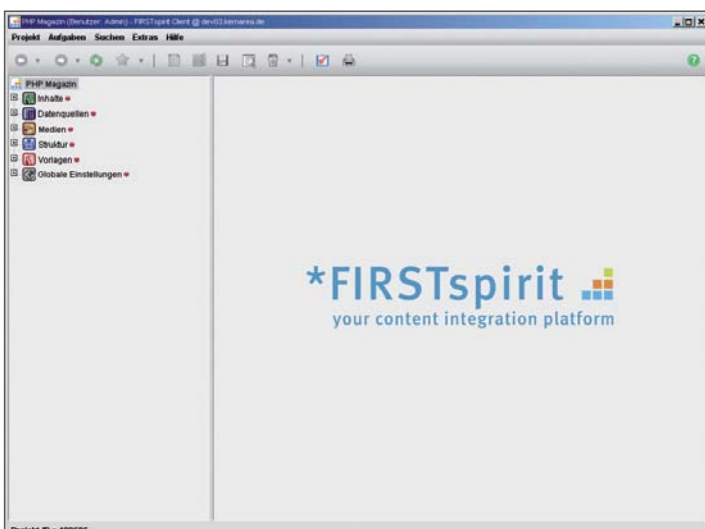 PHP Magazin (Benutzer: Admin) - FIRSTspirit Client @ dev03.kernarea.de
Projekt Aufgaben Suchen Extras Hilfe
PHP Magazin
Inhalte
Datenquellen
Medien
Struktur
Vorlagen
Globale Einstellungen
*FIRSTspirit
your content integration platform